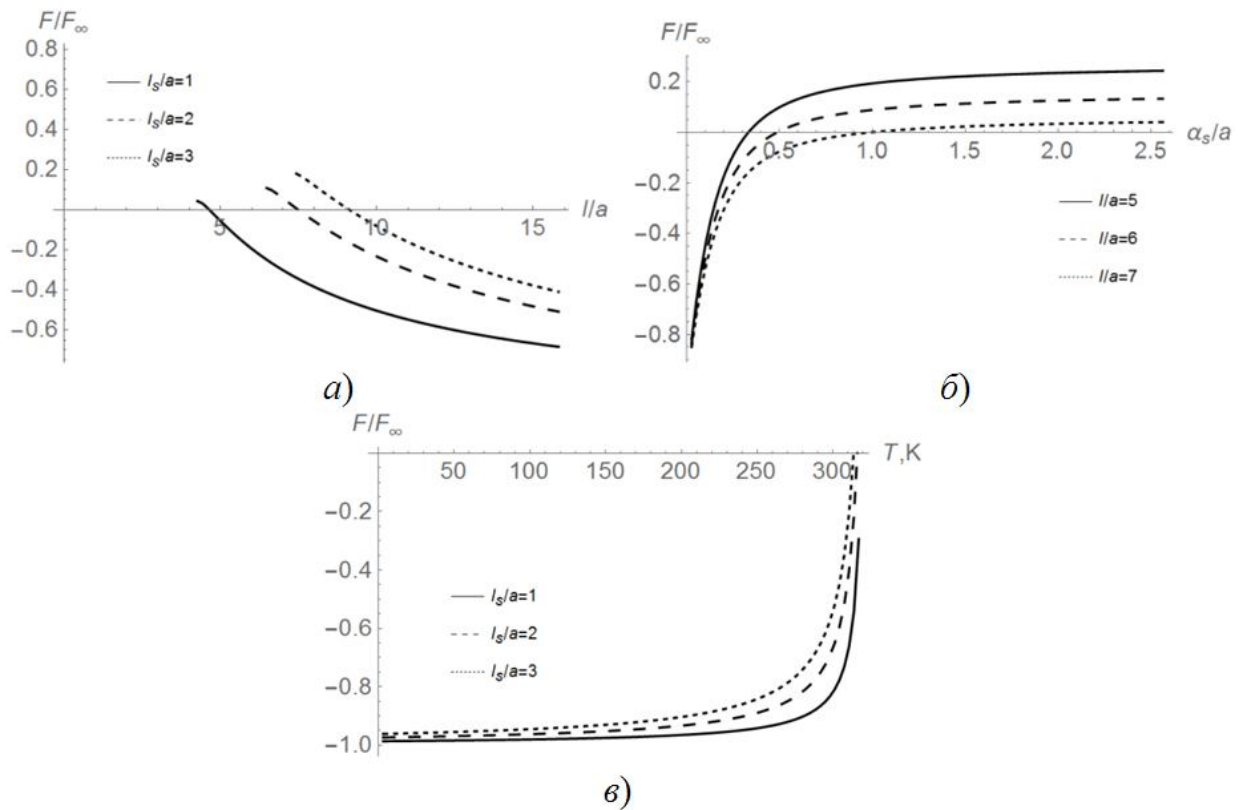 F/F∞
0.8
0.6
0.4
0.2
−0.2
−0.4
−0.6
5
10
15
l/a
ls/a=1
ls/a=2
ls/a=3
а)
F/F∞
0.2
−0.2
−0.4
−0.6
−0.8
0.5
1.0
1.5
2.0
2.5
αs/a
l/a=5
l/a=6
l/a=7
б)
F/F∞
50
100
150
200
250
300
T,K
−0.2
−0.4
−0.6
−0.8
−1.0
ls/a=1
ls/a=2
ls/a=3
в)